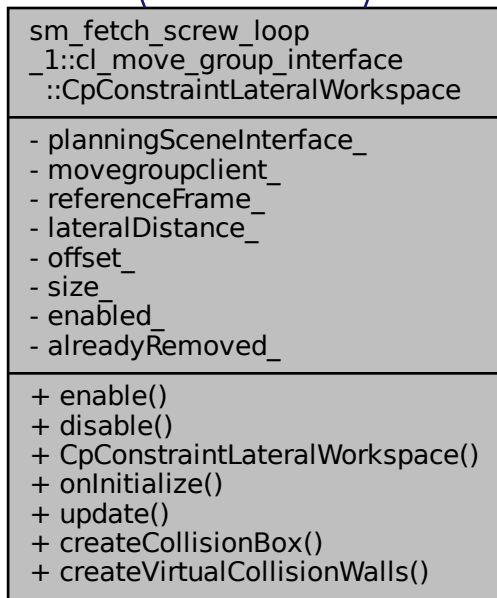 sm_fetch_screw_loop
_1::cl_move_group_interface
::CpConstraintLateralWorkspace
- planningSceneInterface_
- movegroupclient_
- referenceFrame_
- lateralDistance_
- offset_
- size_
- enabled_
- alreadyRemoved_
+ enable()
+ disable()
+ CpConstraintLateralWorkspace()
+ onInitialize()
+ update()
+ createCollisionBox()
+ createVirtualCollisionWalls()